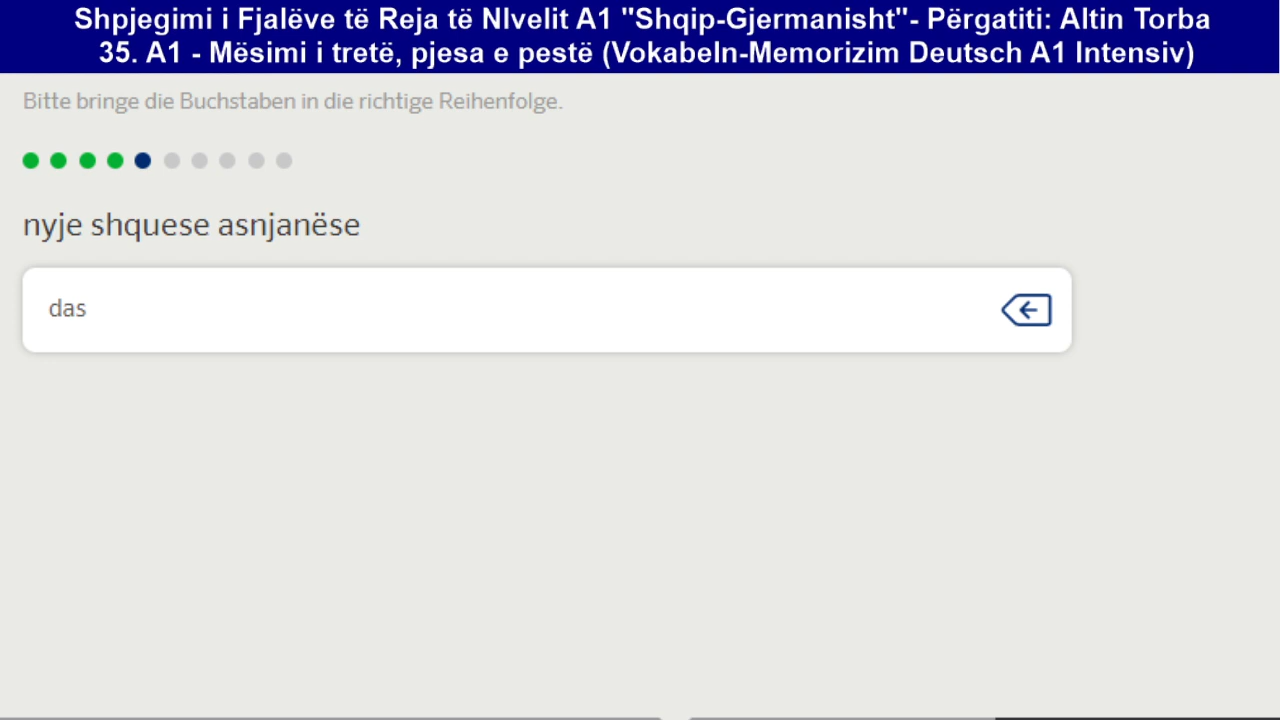 Shpjegimi i Fjalëve të Reja të NIvelit A1 "Shqip-Gjermanisht"- Përgatiti: Altin Torba
35. A1 - Mësimi i tretë, pjesa e pestë (Vokabeln-Memorizim Deutsch A1 Intensiv)
Bitte bringe die Buchstaben in die richtige Reihenfolge.
nyje shquese asnjanëse
das